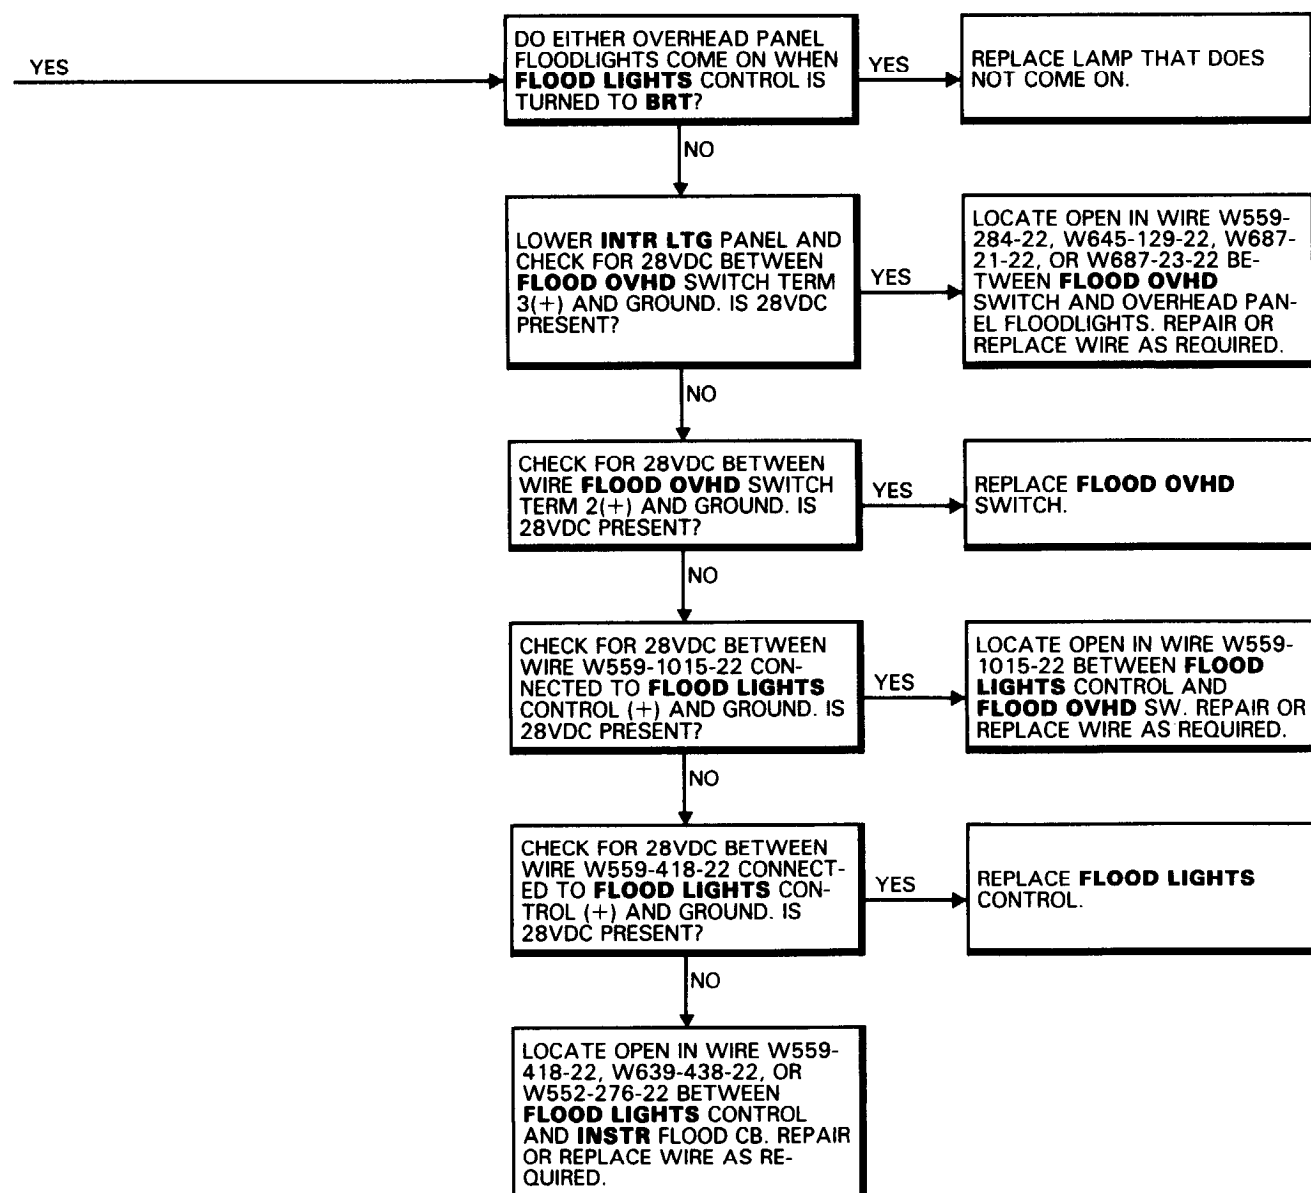 YES
DO EITHER OVERHEAD PANEL
FLOODLIGHTS COME ON WHEN
FLOOD LIGHTS CONTROL IS
TURNED TO BRT?
YES
REPLACE LAMP THAT DOES
NOT COME ON.
NO
LOWER INTR LTG PANEL AND
CHECK FOR 28VDC BETWEEN
FLOOD OVHD SWITCH TERM
3(+) AND GROUND. IS 28VDC
PRESENT?
YES
LOCATE OPEN IN WIRE W559-
284-22, W645-129-22, W687-
21-22, OR W687-23-22 BE-
TWEEN FLOOD OVHD
SWITCH AND OVERHEAD PAN-
EL FLOODLIGHTS. REPAIR OR
REPLACE WIRE AS REQUIRED.
NO
CHECK FOR 28VDC BETWEEN
WIRE FLOOD OVHD SWITCH
TERM 2(+) AND GROUND. IS
28VDC PRESENT?
YES
REPLACE FLOOD OVHD
SWITCH.
NO
CHECK FOR 28VDC BETWEEN
WIRE W559-1015-22 CON-
NECTED TO FLOOD LIGHTS
CONTROL (+) AND GROUND. IS
28VDC PRESENT?
YES
LOCATE OPEN IN WIRE W559-
1015-22 BETWEEN FLOOD
LIGHTS CONTROL AND
FLOOD OVHD SW. REPAIR OR
REPLACE WIRE AS REQUIRED.
NO
CHECK FOR 28VDC BETWEEN
WIRE W559-418-22 CONNECT-
ED TO FLOOD LIGHTS CON-
TROL (+) AND GROUND. IS
28VDC PRESENT?
YES
REPLACE FLOOD LIGHTS
CONTROL.
NO
LOCATE OPEN IN WIRE W559-
418-22, W639-438-22, OR
W552-276-22 BETWEEN
FLOOD LIGHTS CONTROL
AND INSTR FLOOD CB. REPAIR
OR REPLACE WIRE AS RE-
QUIRED.